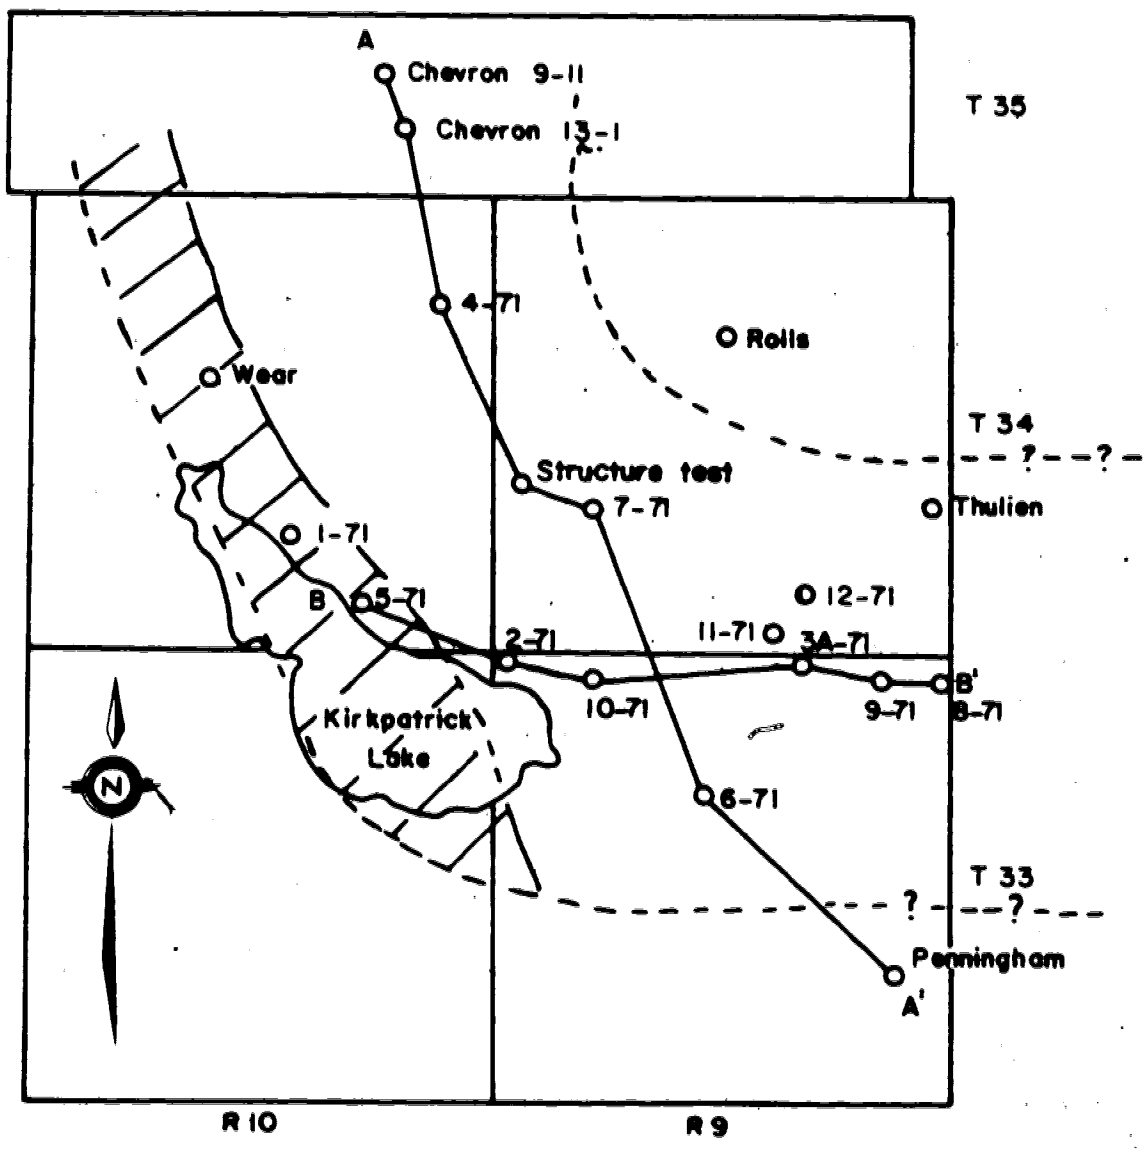 A
Chevron 9-11
T 35
Chevron 13-1
4-71
Rolls
Wear
T 34
? ?
Structure test
7-71
Thulien
1-71
12-71
B 5-71
11-71
3A-71
2-71
B'
10-71
9-71 8-71
Kirkpatrick
Lake
N
6-71
T 33
? ?
Penningham
A'
R 10 R 9